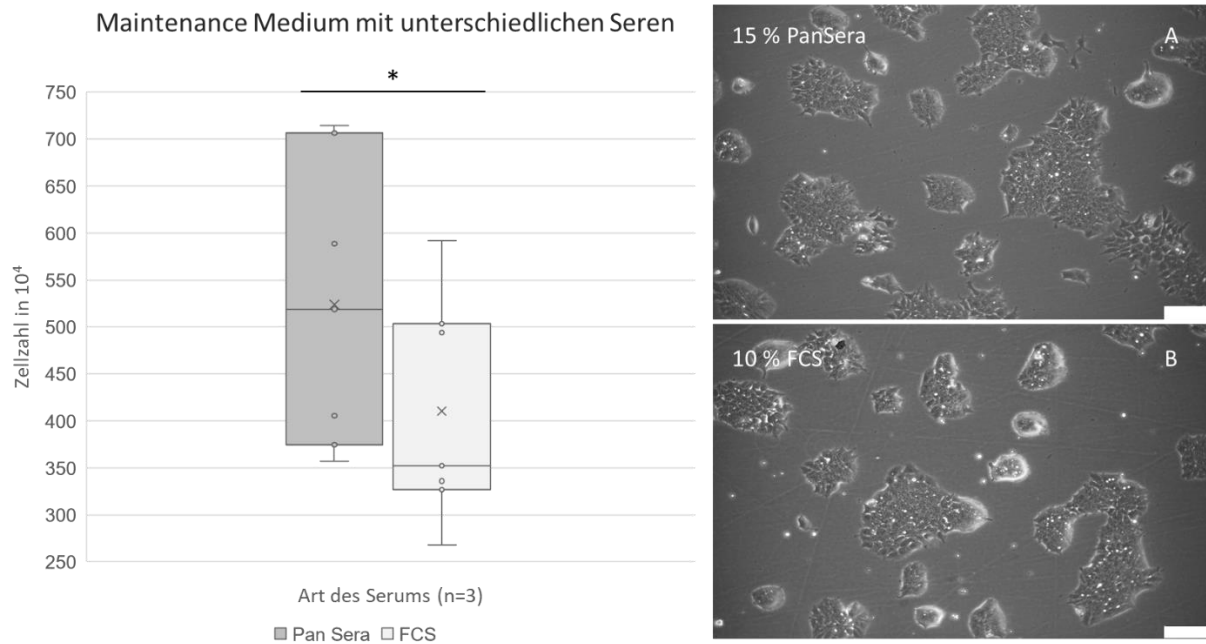 Maintenance Medium mit unterschiedlichen Seren
*
750
700
650
600
550
500
450
400
350
300
250
Zellzahl in 10⁴
Art des Serums (n=3)
Pan Sera
FCS
15 % PanSera
A
10 % FCS
B